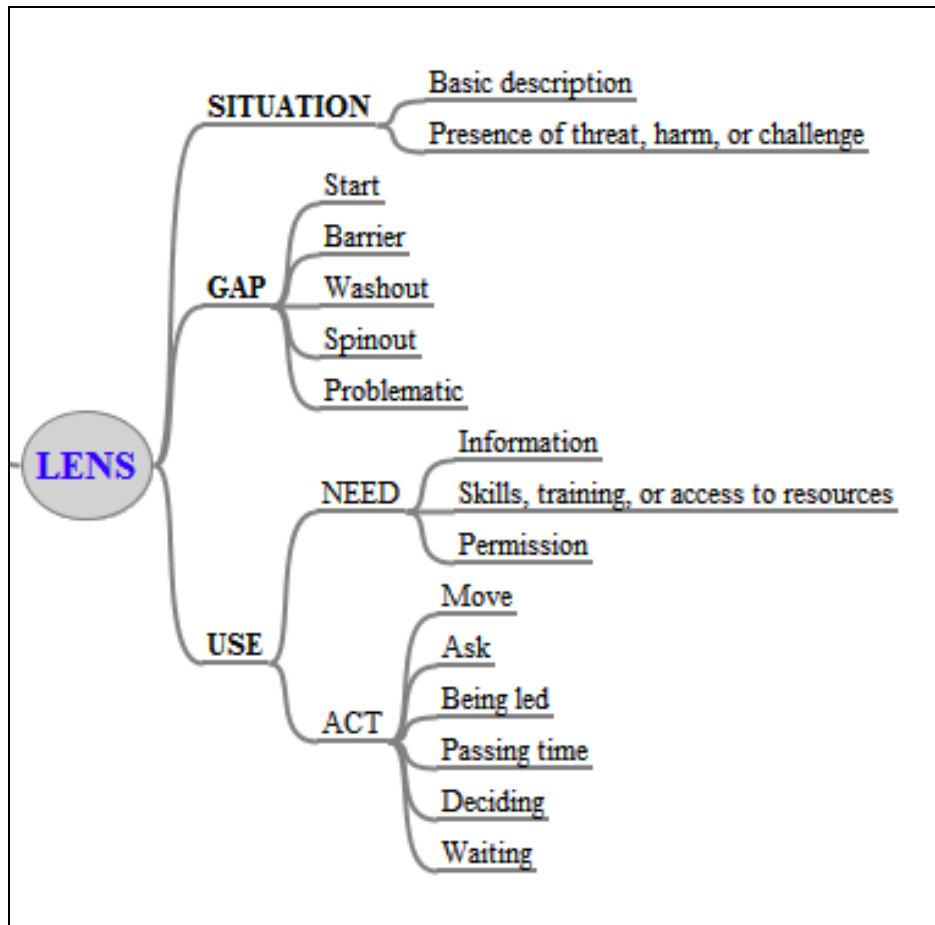 LENS
SITUATION
Basic description
Presence of threat, harm, or challenge
GAP
Start
Barrier
Washout
Spinout
Problematic
USE
NEED
Information
Skills, training, or access to resources
Permission
ACT
Move
Ask
Being led
Passing time
Deciding
Waiting